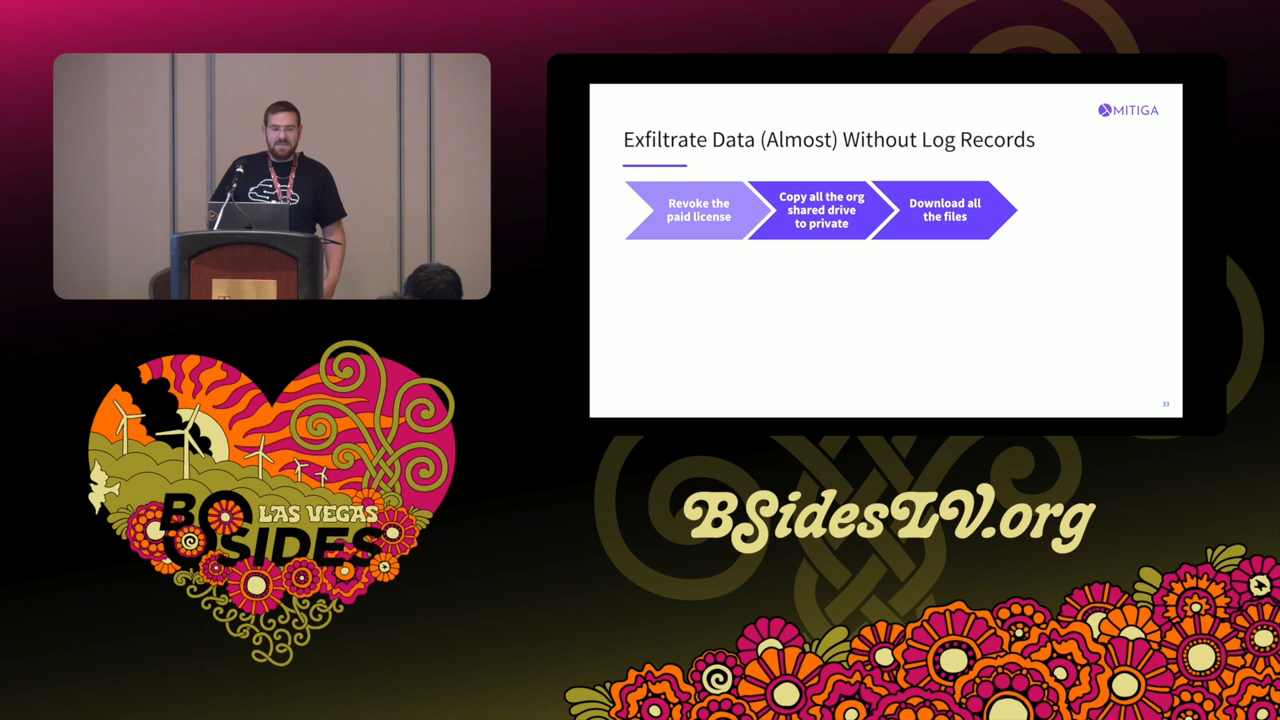 MITIGA
Exfiltrate Data (Almost) Without Log Records
Revoke the
paid license
Copy all the org
shared drive
to private
Download all
the files
33
BSIDES
LAS VEGAS
BSidesLV.org